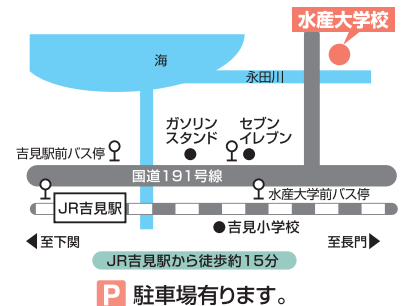 水産大学校
海
永田川
ガソリン
スタンド
セブン
イレブン
吉見駅前バス停
国道191号線
水産大学前バス停
JR吉見駅
吉見小学校
至下関
至長門
JR吉見駅から徒歩約15分
P 駐車場有ります。